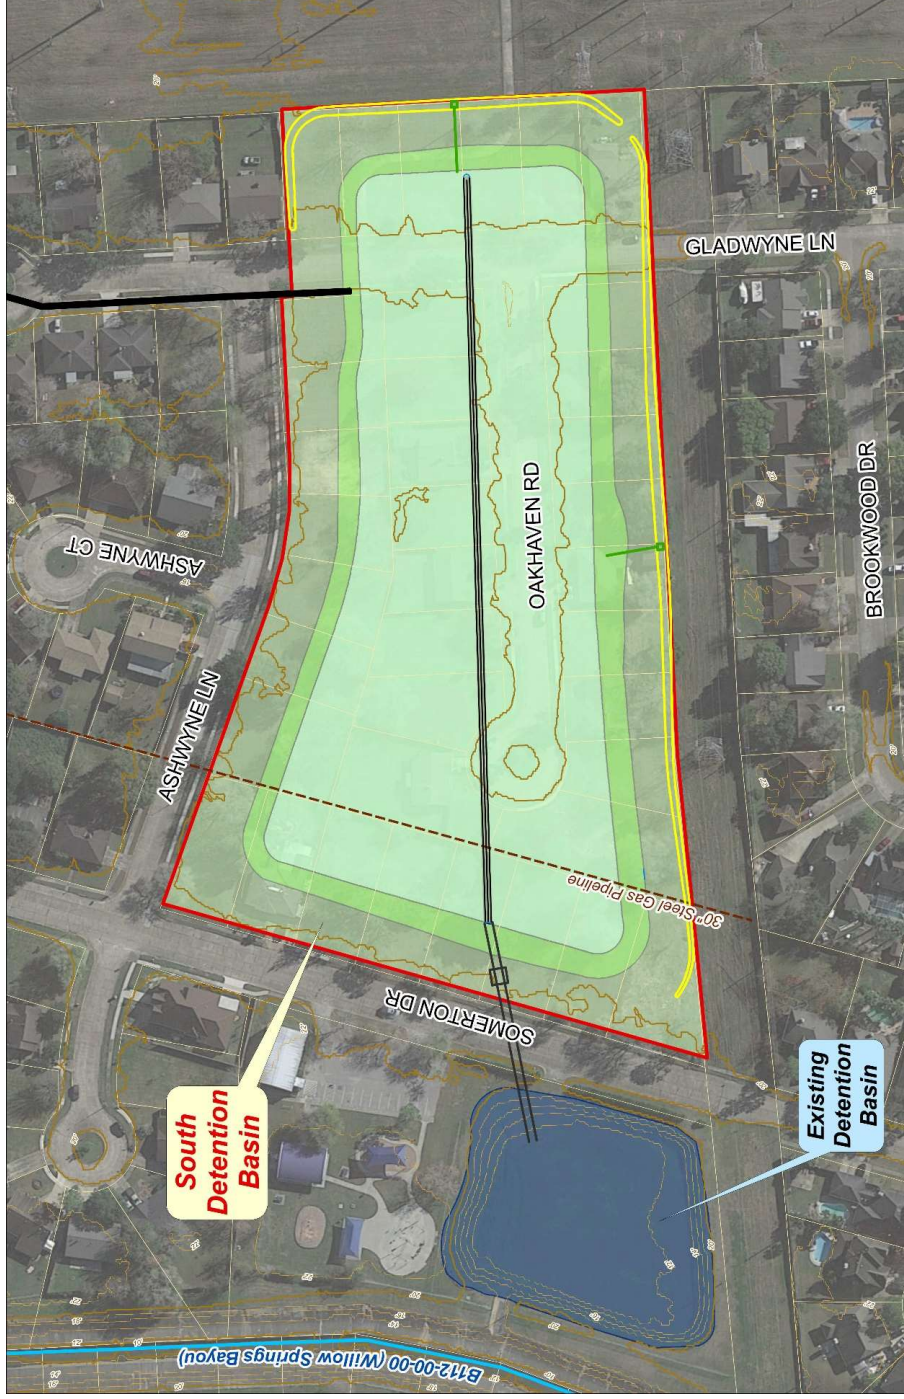 GLADWYNE LN
BROOKWOOD DR
OAKHAVEN RD
ASHWYNE CT
ASHWYNE LN
30" Steel Gas Pipeline
SOMERTON DR
South
Detention
Basin
Existing
Detention
Basin
B112-00-00 (Willow Springs Bayou)